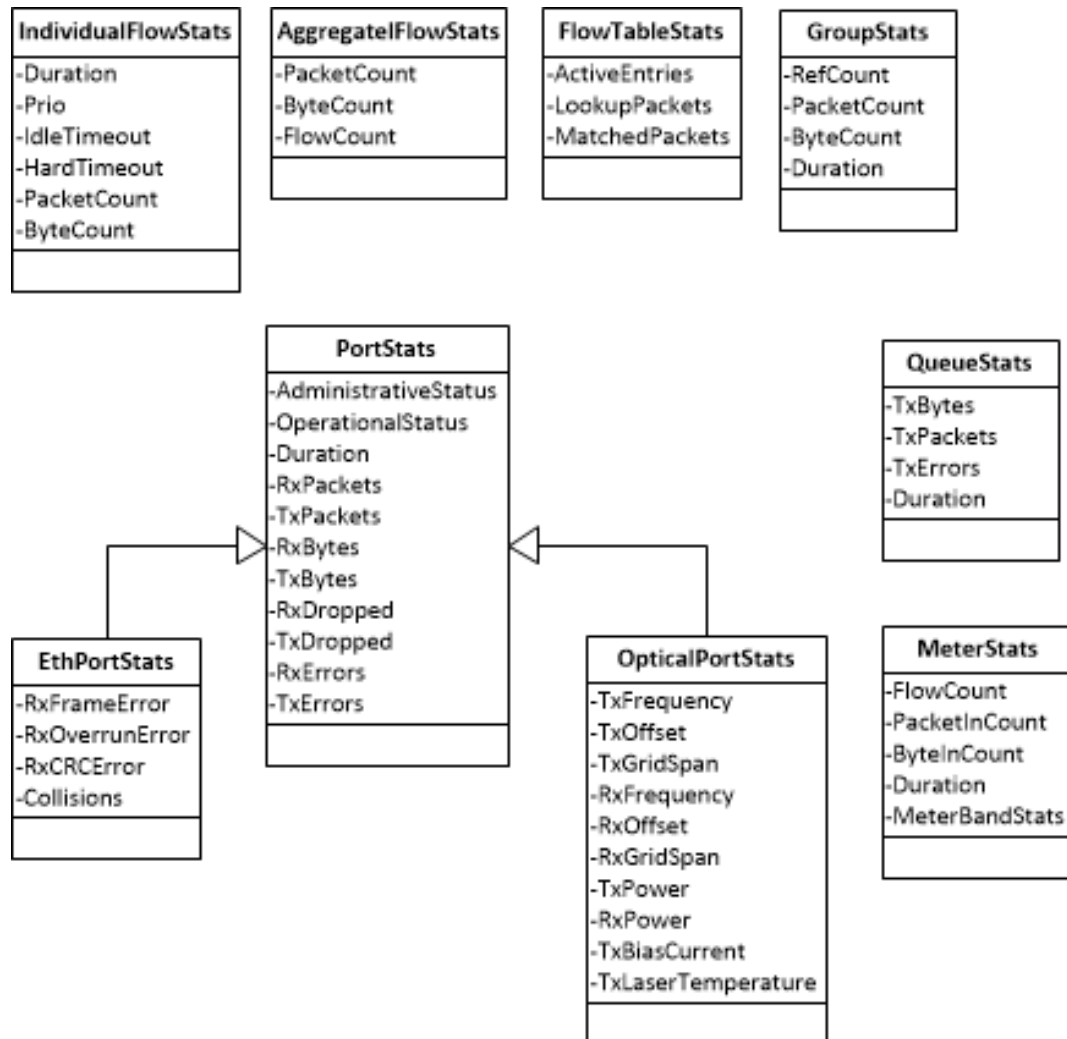 IndividualFlowStats
-Duration
-Prio
-IdleTimeout
-HardTimeout
-PacketCount
-ByteCount
AggregatelFlowStats
-PacketCount
-ByteCount
-FlowCount
FlowTableStats
-ActiveEntries
-LookupPackets
-MatchedPackets
GroupStats
-RefCount
-PacketCount
-ByteCount
-Duration
PortStats
-AdministrativeStatus
-OperationalStatus
-Duration
-RxPackets
-TxPackets
-RxBytes
-TxBytes
-RxDropped
-TxDropped
-RxErrors
-TxErrors
QueueStats
-TxBytes
-TxPackets
-TxErrors
-Duration
EthPortStats
-RxFrameError
-RxOverrunError
-RxCRCError
-Collisions
OpticalPortStats
-TxFrequency
-TxOffset
-TxGridSpan
-RxFrequency
-RxOffset
-RxGridSpan
-TxPower
-RxPower
-TxBiasCurrent
-TxLaserTemperature
MeterStats
-FlowCount
-PacketInCount
-ByteInCount
-Duration
-MeterBandStats